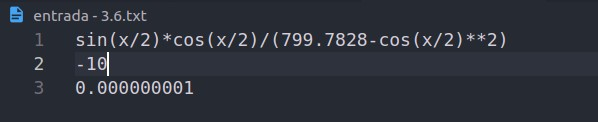 entrada - 3.6.txt
1 sin(x/2)*cos(x/2)/(799.7828-cos(x/2)**2)
2 -10
3 0.000000001